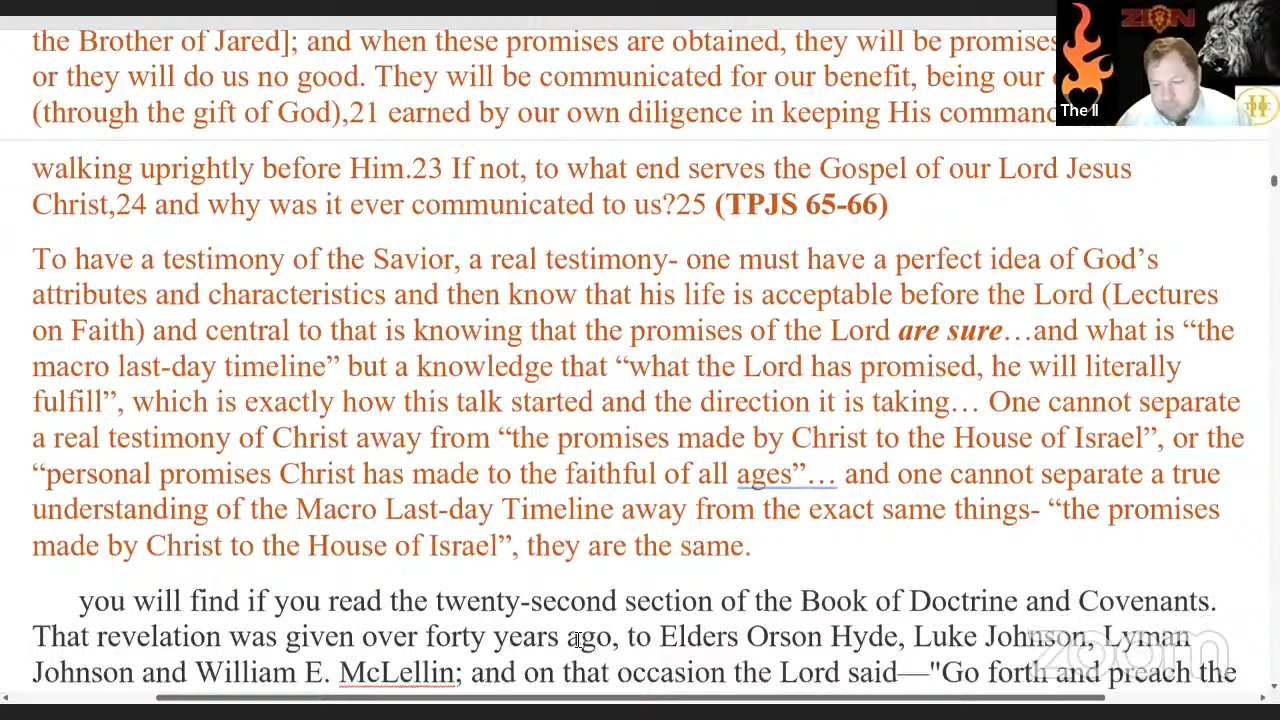 the Brother of Jared]; and when these promises are obtained, they will be promises
or they will do us no good. They will be communicated for our benefit, being our
(through the gift of God),21 earned by our own diligence in keeping His command
walking uprightly before Him.23 If not, to what end serves the Gospel of our Lord Jesus
Christ,24 and why was it ever communicated to us?25 (TPJS 65-66)
To have a testimony of the Savior, a real testimony- one must have a perfect idea of God’s
attributes and characteristics and then know that his life is acceptable before the Lord (Lectures
on Faith) and central to that is knowing that the promises of the Lord are sure…and what is “the
macro last-day timeline” but a knowledge that “what the Lord has promised, he will literally
fulfill”, which is exactly how this talk started and the direction it is taking… One cannot separate
a real testimony of Christ away from “the promises made by Christ to the House of Israel”, or the
“personal promises Christ has made to the faithful of all ages”… and one cannot separate a true
understanding of the Macro Last-day Timeline away from the exact same things- “the promises
made by Christ to the House of Israel”, they are the same.
you will find if you read the twenty-second section of the Book of Doctrine and Covenants.
That revelation was given over forty years ago, to Elders Orson Hyde, Luke Johnson, Lyman
Johnson and William E. McLellin; and on that occasion the Lord said—"Go forth and preach the
ZION
The II
THE
zoom